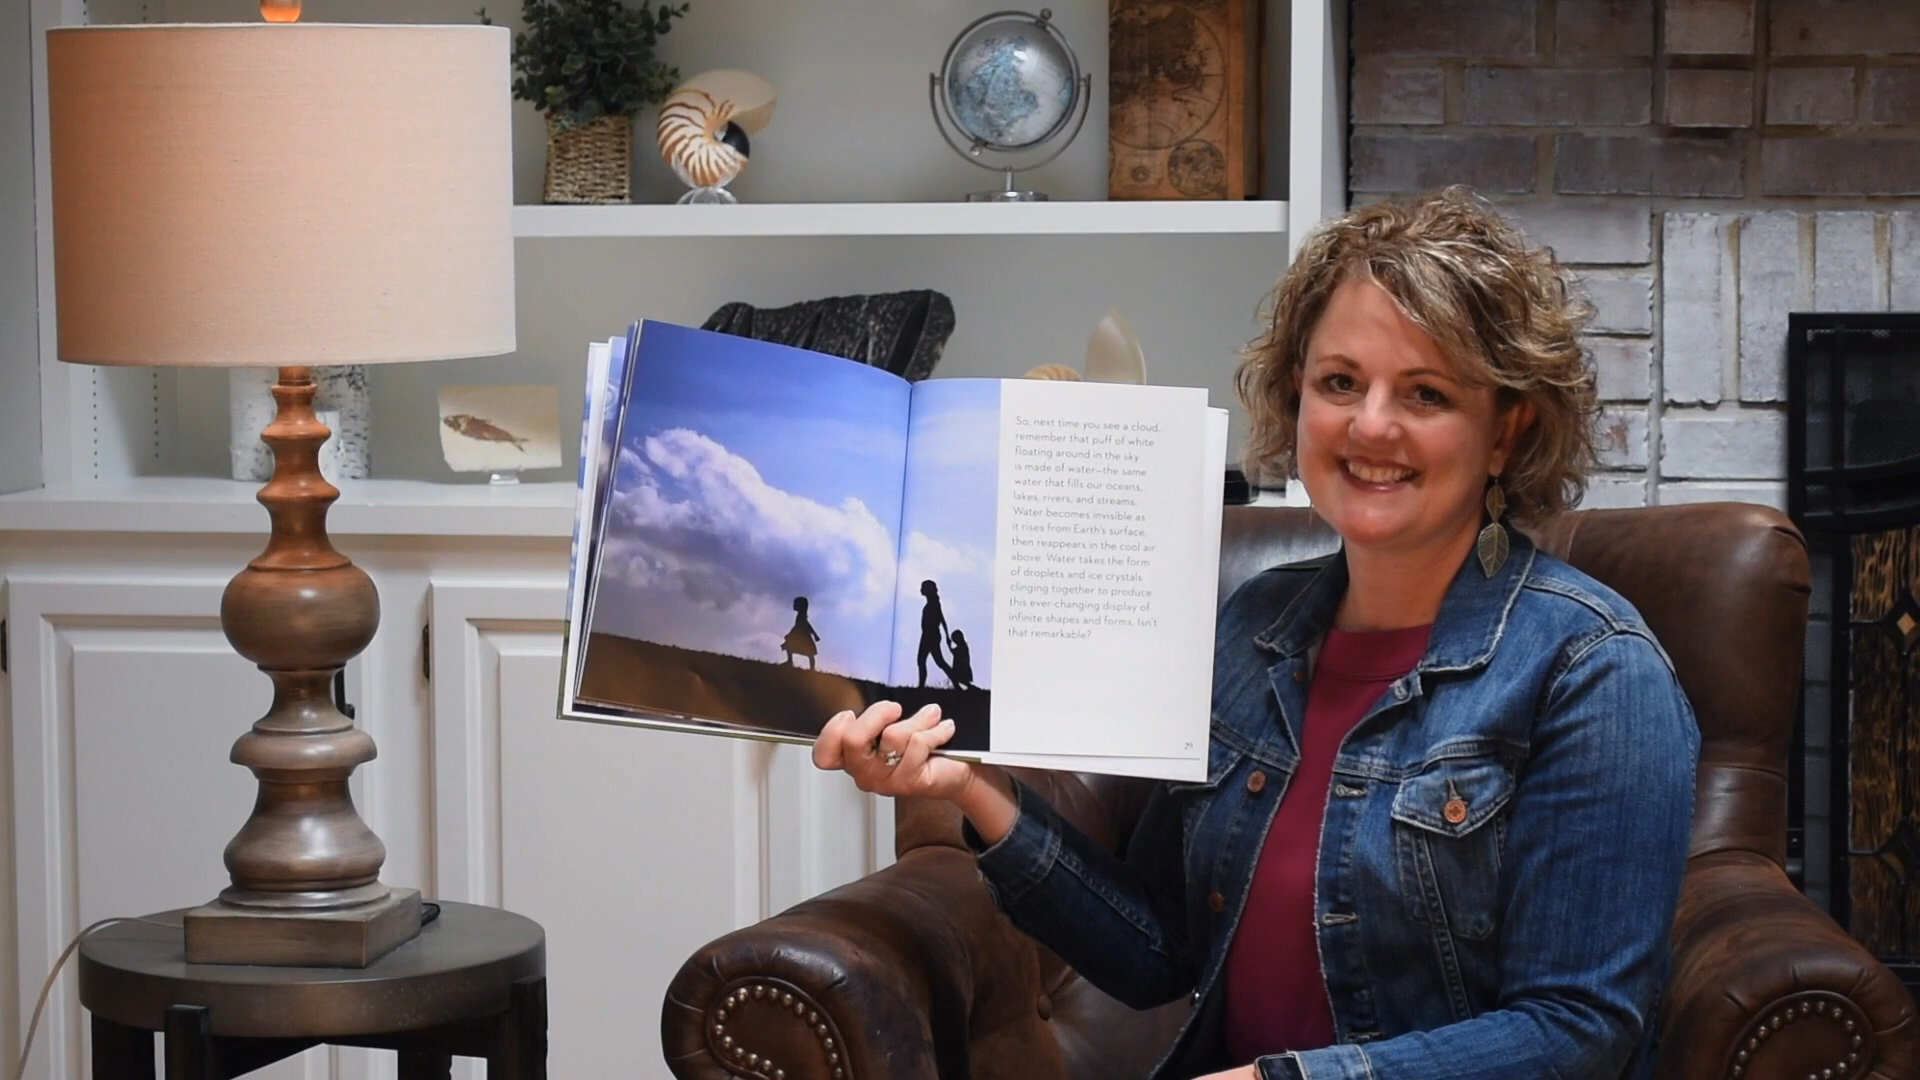 So, next time you see a cloud,
remember that puff of white
floating around in the sky
is made of water—the same
water that fills our oceans,
lakes, rivers, and streams.
Water becomes invisible as
it rises from Earth's surface,
then reappears in the cool air
above. Water takes the form
of droplets and ice crystals
clinging together to produce
this ever-changing display of
infinite shapes and forms. Isn't
that remarkable?
29